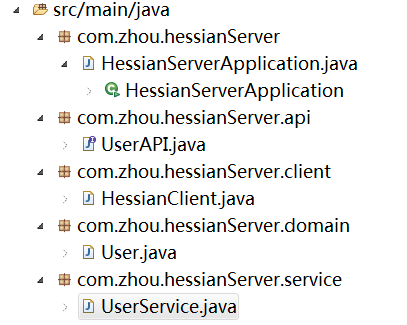 src/main/java
com.zhou.hessianServer
HessianServerApplication.java
HessianServerApplication
com.zhou.hessianServer.api
UserAPI.java
com.zhou.hessianServer.client
HessianClient.java
com.zhou.hessianServer.domain
User.java
com.zhou.hessianServer.service
UserService.java